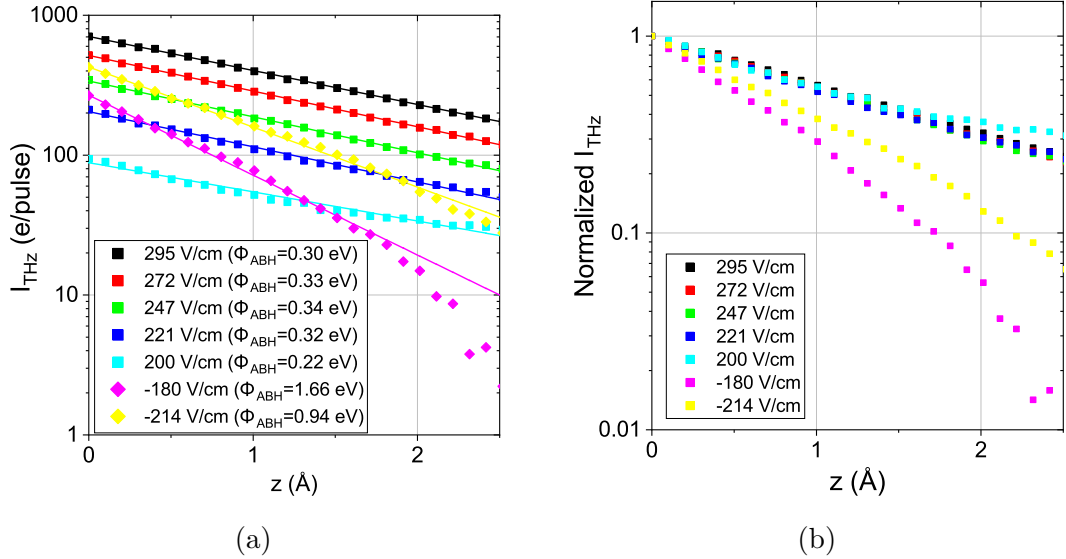 1000
100
10
1
I_THz (e/pulse)
295 V/cm (Φ_ABH=0.30 eV)
272 V/cm (Φ_ABH=0.33 eV)
247 V/cm (Φ_ABH=0.34 eV)
221 V/cm (Φ_ABH=0.32 eV)
200 V/cm (Φ_ABH=0.22 eV)
-180 V/cm (Φ_ABH=1.66 eV)
-214 V/cm (Φ_ABH=0.94 eV)
0 1 2
z (Å)
(a)
1
0.1
0.01
Normalized I_THz
295 V/cm
272 V/cm
247 V/cm
221 V/cm
200 V/cm
-180 V/cm
-214 V/cm
0 1 2
z (Å)
(b)